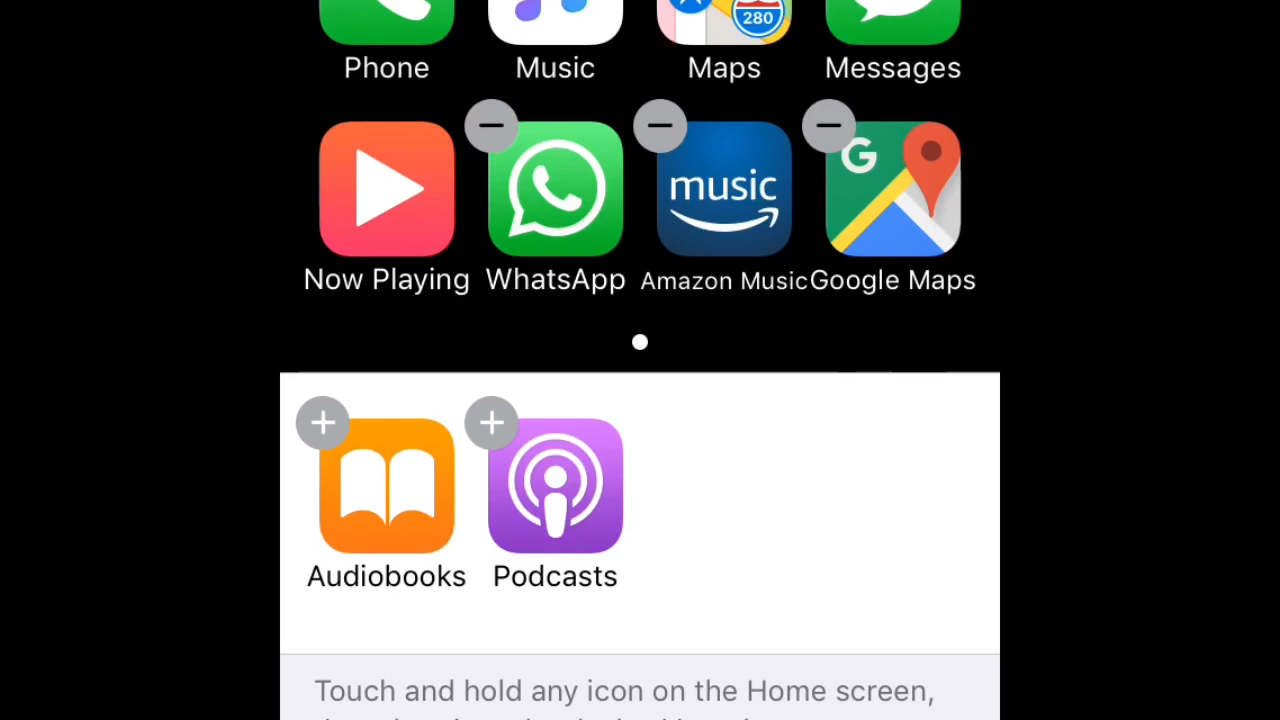 280
Phone Music Maps Messages
G music
Now Playing WhatsApp Amazon Music Google Maps
Audiobooks Podcasts
Touch and hold any icon on the Home screen,